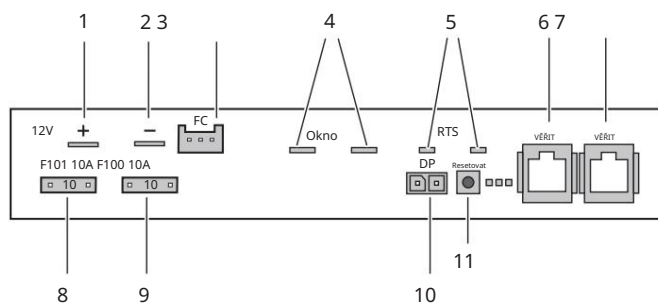 1 2 3 4 5 6 7
FC
12V + − Okno RTS VĚŘIT VĚŘIT
F101 10A F100 10A DP Resetovat
10 10
11
8 9 10